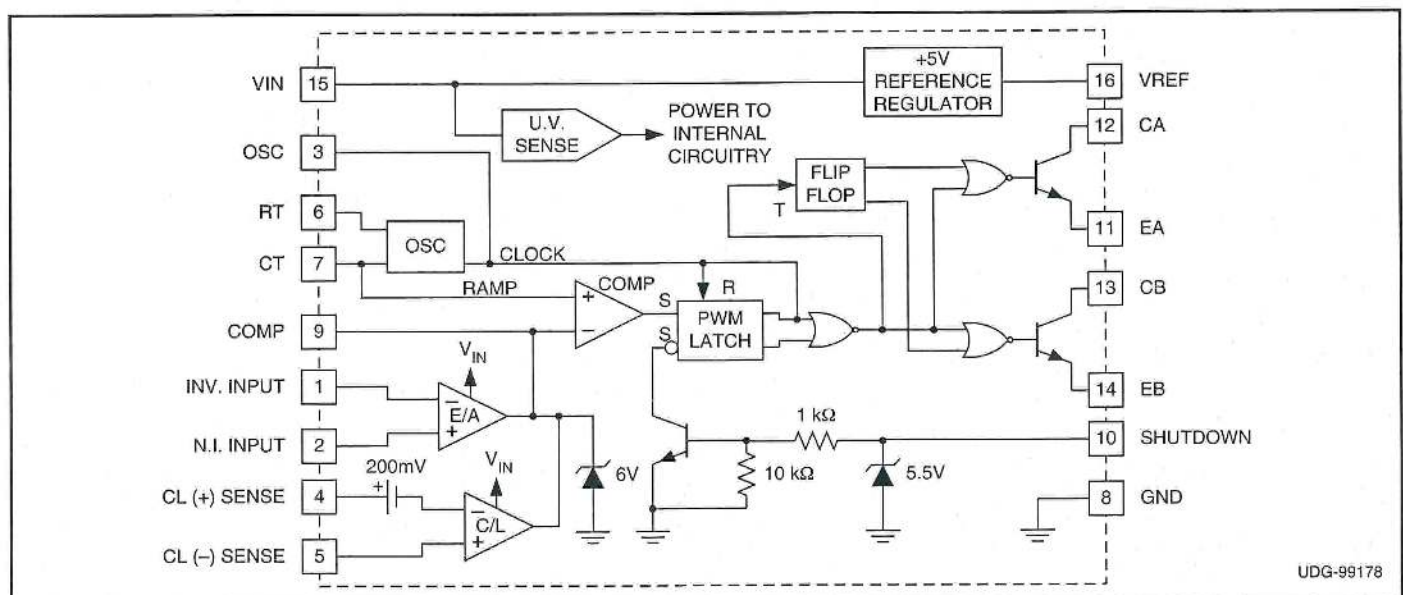 VIN 15
+5V
REFERENCE
REGULATOR
16 VREF
U.V.
SENSE
POWER TO
INTERNAL
CIRCUITRY
12 CA
OSC 3
FLIP
FLOP
T
RT 6
11 EA
OSC
CT 7
CLOCK
RAMP
COMP
+
−
S
R
13 CB
COMP 9
PWM
LATCH
S
VIN
INV. INPUT 1
−
E/A
+
14 EB
N.I. INPUT 2
1 kΩ
10 SHUTDOWN
200mV
+
VIN
6V
10 kΩ
5.5V
CL (+) SENSE 4
−
C/L
+
8 GND
CL (–) SENSE 5
UDG-99178